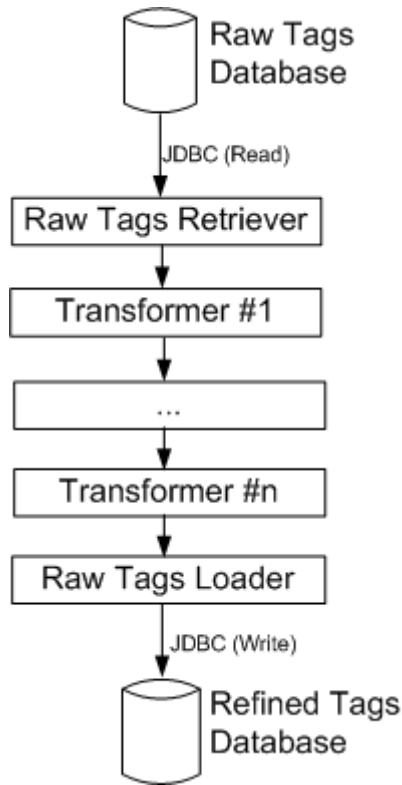 Raw Tags
Database
JDBC (Read)
Raw Tags Retriever
Transformer #1
...
Transformer #n
Raw Tags Loader
JDBC (Write)
Refined Tags
Database